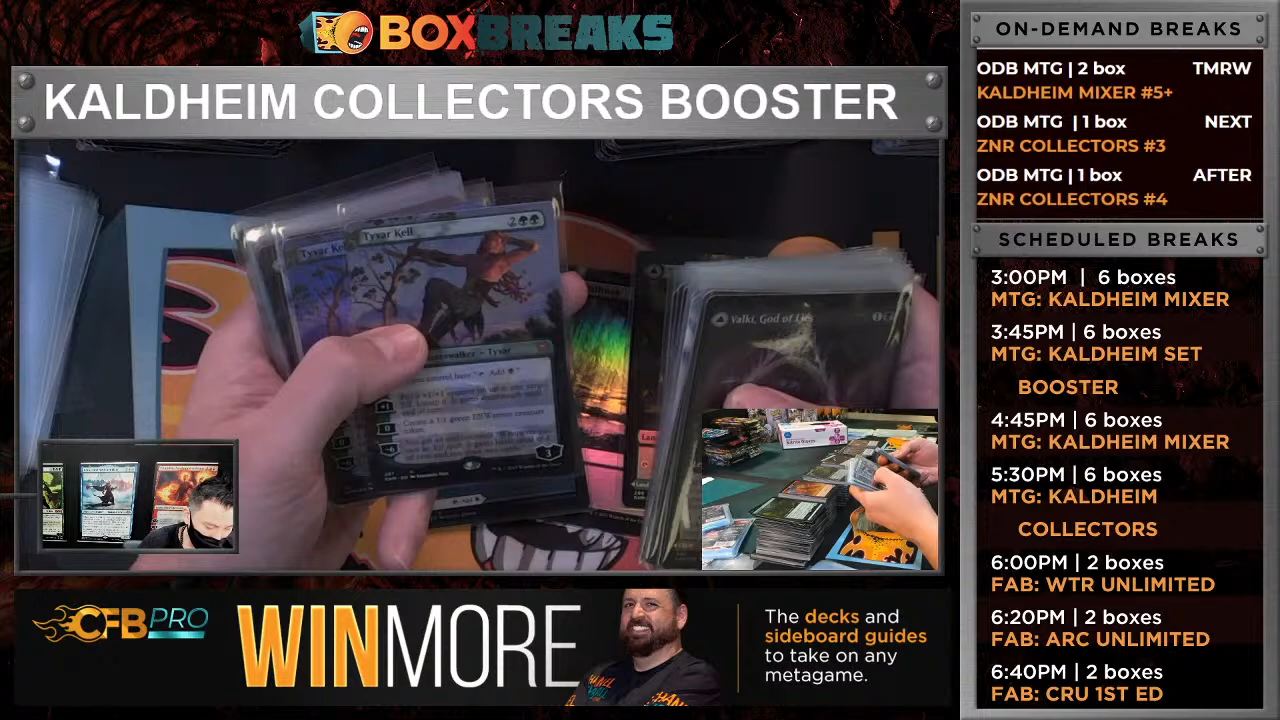 BOXBREAKS
KALDHEIM COLLECTORS BOOSTER
Tyvar Kell
Tyvar Ke
Valki, God of Lies
CFBPRO
WINMORE
The decks and
sideboard guides
to take on any
metagame.
ON-DEMAND BREAKS
ODB MTG | 2 box TMRW
KALDHEIM MIXER #5+
ODB MTG | 1 box NEXT
ZNR COLLECTORS #3
ODB MTG | 1 box AFTER
ZNR COLLECTORS #4
SCHEDULED BREAKS
3:00PM | 6 boxes
MTG: KALDHEIM MIXER
3:45PM | 6 boxes
MTG: KALDHEIM SET
BOOSTER
4:45PM | 6 boxes
MTG: KALDHEIM MIXER
5:30PM | 6 boxes
MTG: KALDHEIM
COLLECTORS
6:00PM | 2 boxes
FAB: WTR UNLIMITED
6:20PM | 2 boxes
FAB: ARC UNLIMITED
6:40PM | 2 boxes
FAB: CRU 1ST ED